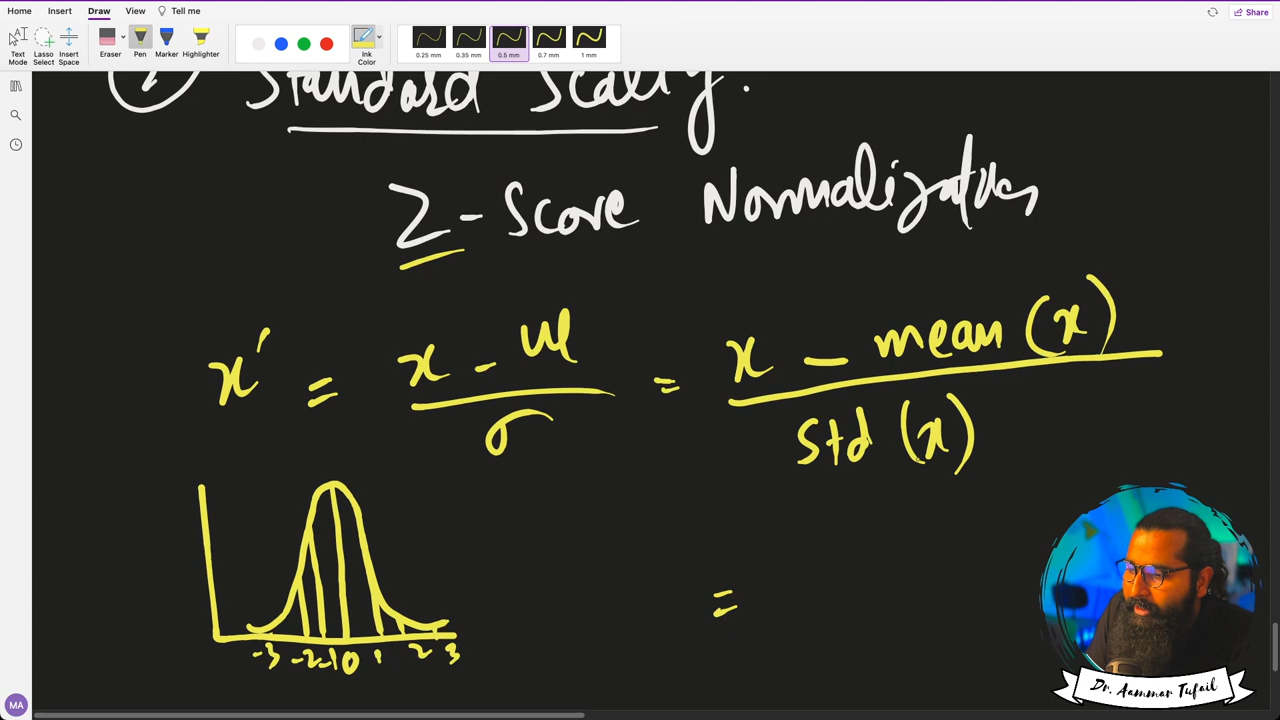 Home Insert Draw View Tell me
Share
Text Mode
Lasso Select
Insert Space
Eraser
Pen
Marker
Highlighter
Ink Color
0.25 mm 0.35 mm 0.5 mm 0.7 mm 1 mm
Standard Scaling.
Z-Score Normalization
x' = x - μ / σ = x - mean (x) / std (x)
=
-3 -2 -1 0 1 2 3
MA
Dr. Aammar Tufail